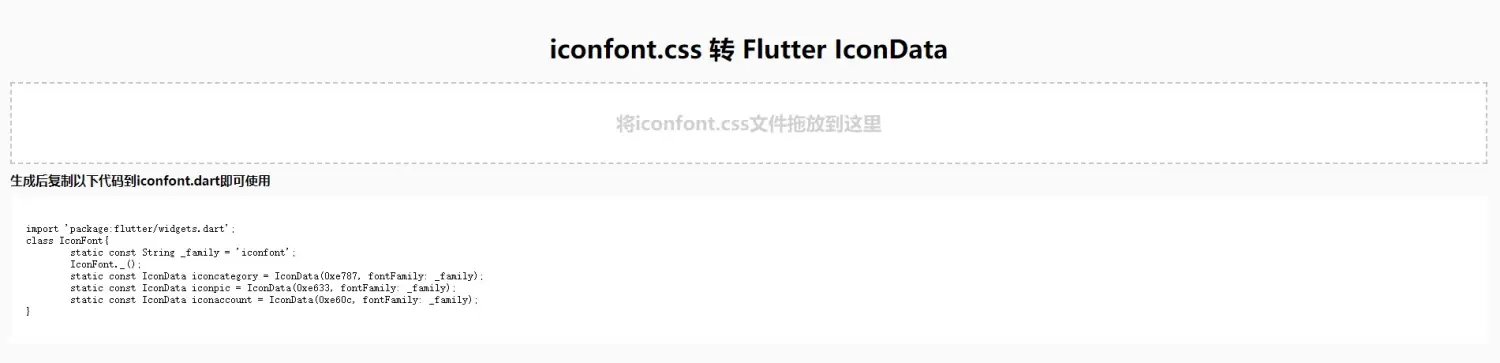 iconfont.css 转 Flutter IconData
将iconfont.css文件拖放到这里
生成后复制以下代码到iconfont.dart即可使用
import 'package:flutter/widgets.dart';
class IconFont{
static const String _family = 'iconfont';
IconFont._();
static const IconData iconcategory = IconData(0xe787, fontFamily: _family);
static const IconData iconpic = IconData(0xe633, fontFamily: _family);
static const IconData iconaccount = IconData(0xe60c, fontFamily: _family);
}